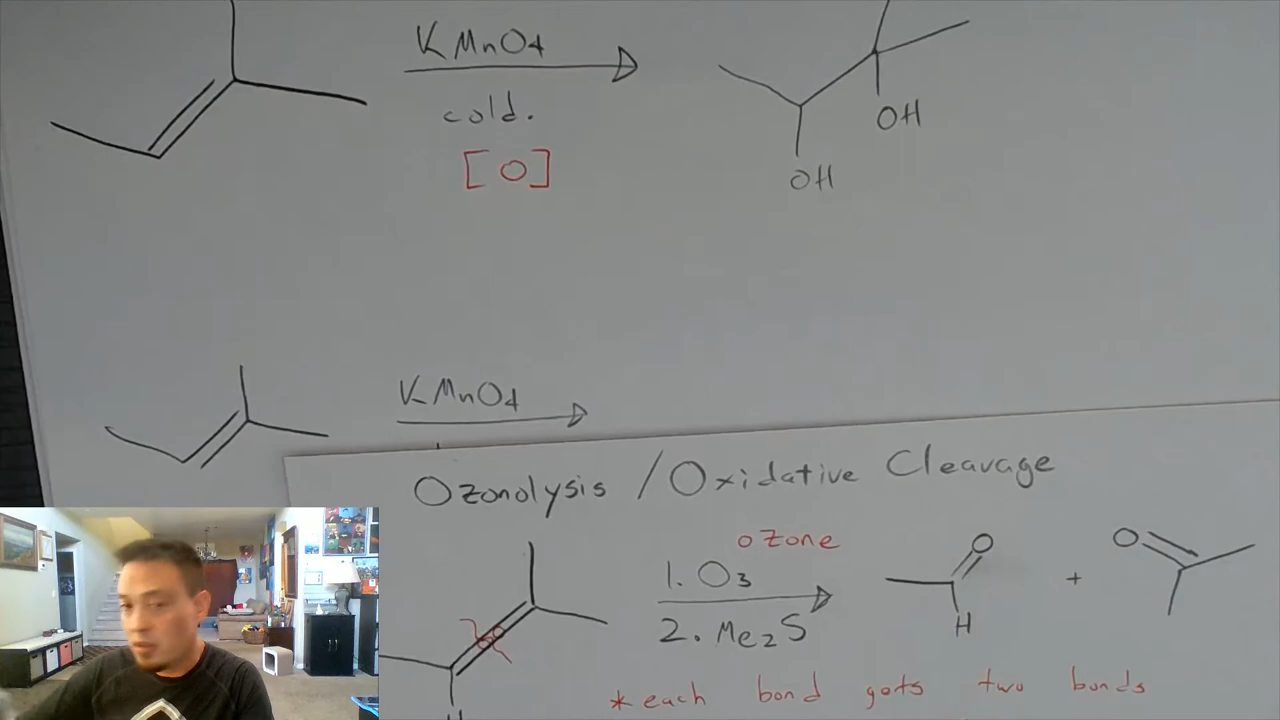 KMnO4
cold.
[O]
OH
OH
KMnO4
Ozonolysis / Oxidative Cleavage
ozone
1. O3
2. Me2S
O
H
+
O
H
*each bond gets two bonds